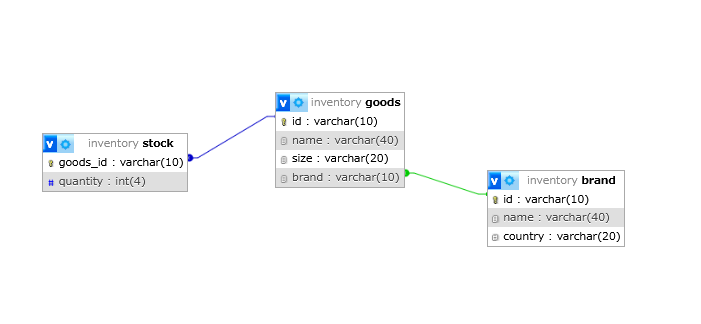 v inventory stock
goods_id : varchar(10)
# quantity : int(4)
v inventory goods
id : varchar(10)
name : varchar(40)
size : varchar(20)
brand : varchar(10)
v inventory brand
id : varchar(10)
name : varchar(40)
country : varchar(20)